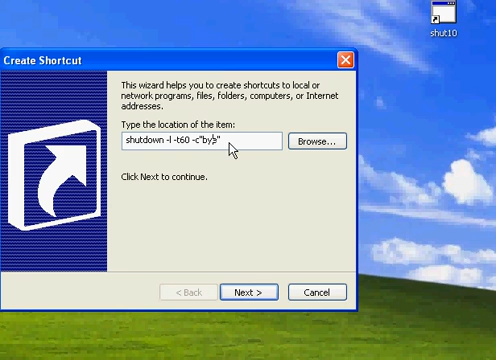 shut10
Create Shortcut
This wizard helps you to create shortcuts to local or
network programs, files, folders, computers, or Internet
addresses.
Type the location of the item:
shutdown -l -t60 -c"bye"
Browse...
Click Next to continue.
< Back
Next >
Cancel